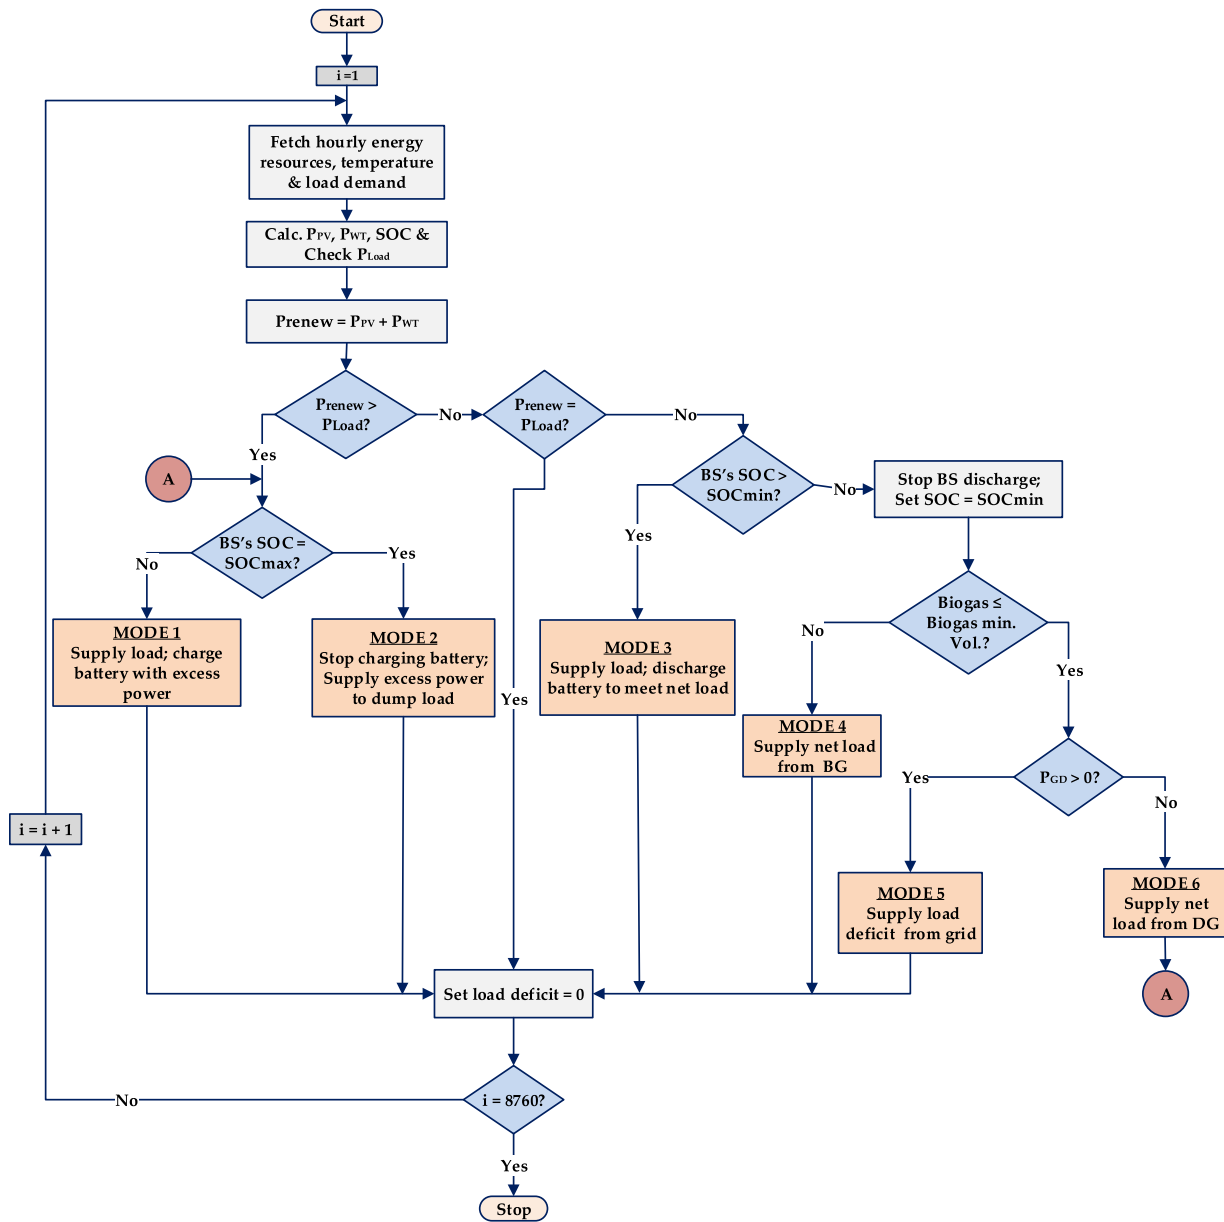 Start
i =1
Fetch hourly energy
resources, temperature
& load demand
Calc. PPV, PWT, SOC &
Check PLoad
Prenew = PPV + PWT
Prenew >
PLoad?
No
Prenew =
PLoad?
No
Yes
A
BS's SOC >
SOCmin?
No
Stop BS discharge;
Set SOC = SOCmin
BS's SOC =
SOCmax?
No
Yes
Yes
Biogas ≤
Biogas min.
Vol.?
No
Yes
MODE 1
Supply load; charge
battery with excess
power
MODE 2
Stop charging battery;
Supply excess power
to dump load
Yes
MODE 3
Supply load; discharge
battery to meet net load
MODE 4
Supply net load
from BG
PGD > 0?
Yes
No
i = i + 1
MODE 5
Supply load
deficit from grid
MODE 6
Supply net
load from DG
Set load deficit = 0
A
i = 8760?
No
Yes
Stop